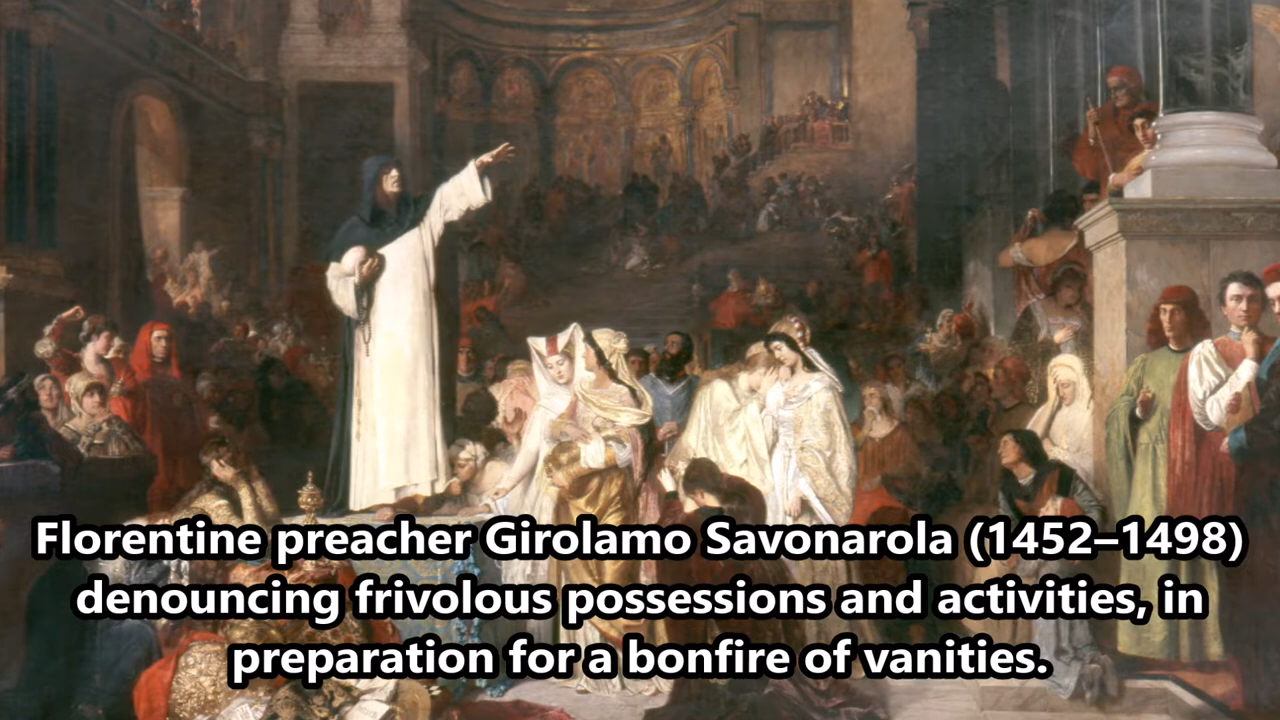 Florentine preacher Girolamo Savonarola (1452–1498)
denouncing frivolous possessions and activities, in
preparation for a bonfire of vanities.